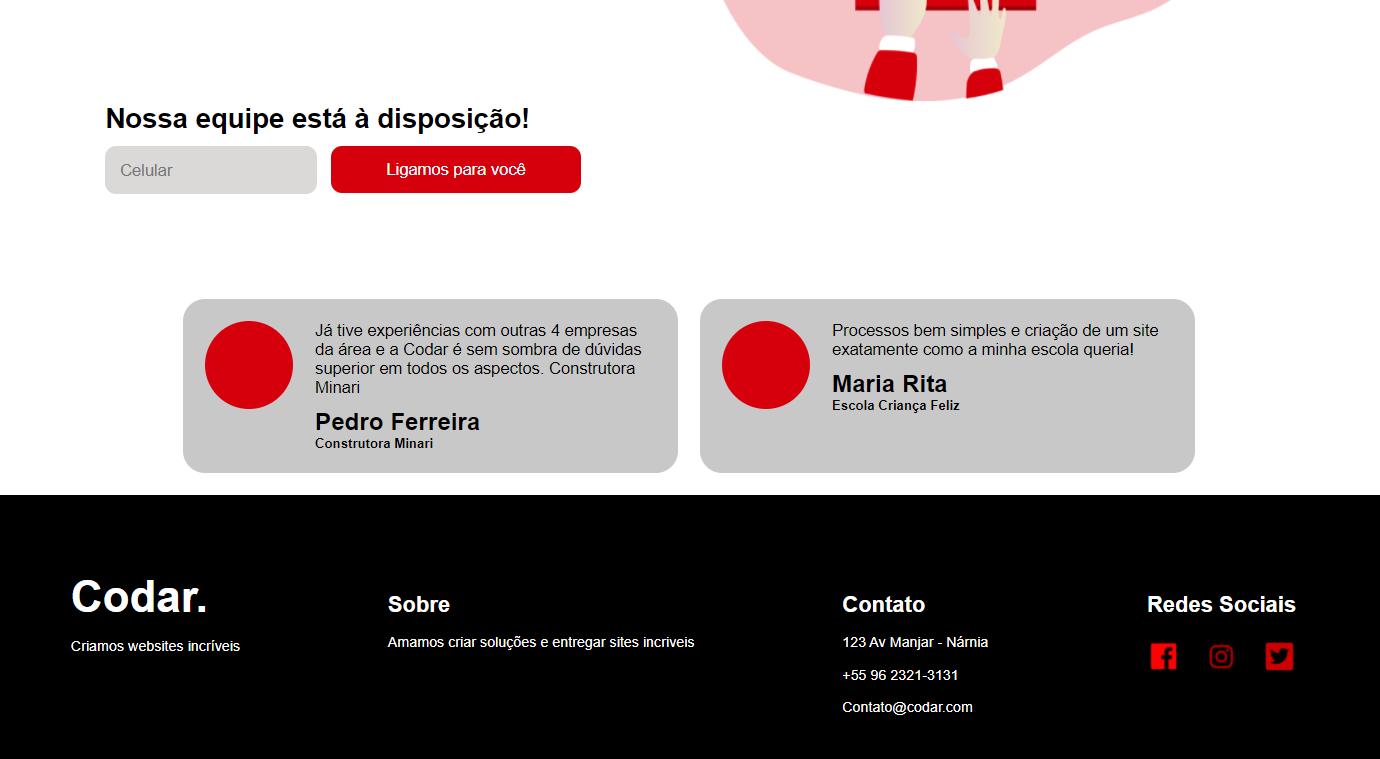 Nossa equipe está à disposição!
Celular
Ligamos para você
Já tive experiências com outras 4 empresas
da área e a Codar é sem sombra de dúvidas
superior em todos os aspectos. Construtora
Minari
Pedro Ferreira
Construtora Minari
Processos bem simples e criação de um site
exatamente como a minha escola queria!
Maria Rita
Escola Criança Feliz
Codar.
Criamos websites incríveis
Sobre
Amamos criar soluções e entregar sites incriveis
Contato
123 Av Manjar - Nárnia
+55 96 2321-3131
Contato@codar.com
Redes Sociais